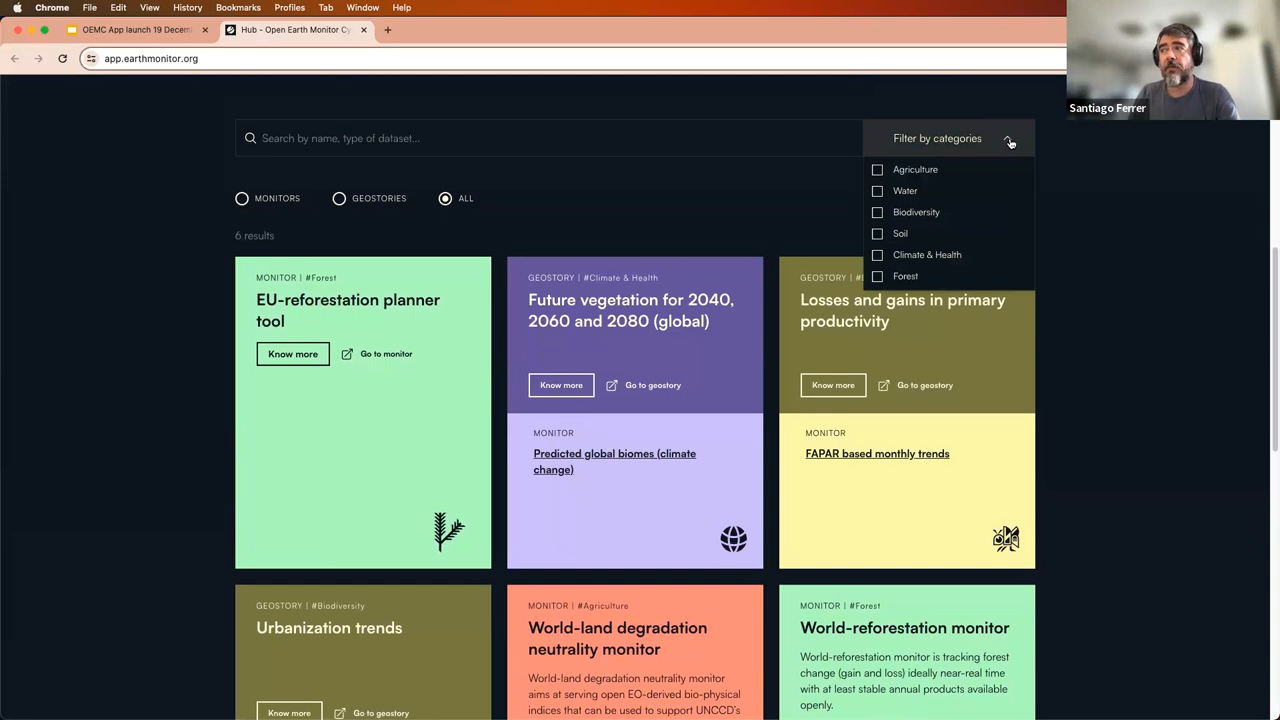 Chrome File Edit View History Bookmarks Profiles Tab Window Help
OEMC App launch 19 Decem
Hub - Open Earth Monitor Cy
app.earthmonitor.org
Santiago Ferrer
Search by name, type of dataset...
Filter by categories
Agriculture
Water
Biodiversity
Soil
Climate & Health
Forest
MONITORS GEOSTORIES ALL
6 results
MONITOR | #Forest
EU-reforestation planner
tool
Know more Go to monitor
GEOSTORY | #Climate & Health
Future vegetation for 2040,
2060 and 2080 (global)
Know more Go to geostory
MONITOR
Predicted global biomes (climate
change)
GEOSTORY |
Losses and gains in primary
productivity
Know more Go to geostory
MONITOR
FAPAR based monthly trends
GEOSTORY | #Biodiversity
Urbanization trends
Know more Go to geostory
MONITOR | #Agriculture
World-land degradation
neutrality monitor
World-land degradation neutrality monitor
aims at serving open EO-derived bio-physical
indices that can be used to support UNCCD's
MONITOR | #Forest
World-reforestation monitor
World-reforestation monitor is tracking forest
change (gain and loss) ideally near-real time
with at least stable annual products available
openly.